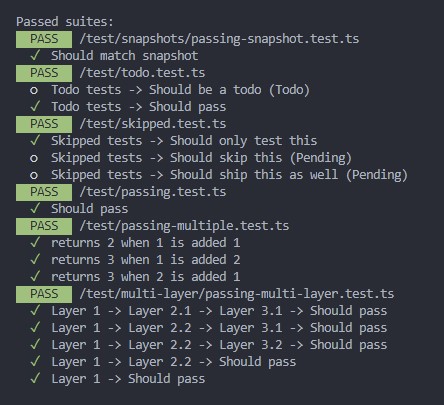 Passed suites:
PASS /test/snapshots/passing-snapshot.test.ts
✓ Should match snapshot
PASS /test/todo.test.ts
o Todo tests -> Should be a todo (Todo)
✓ Todo tests -> Should pass
PASS /test/skipped.test.ts
✓ Skipped tests -> Should only test this
o Skipped tests -> Should skip this (Pending)
o Skipped tests -> Should ship this as well (Pending)
PASS /test/passing.test.ts
✓ Should pass
PASS /test/passing-multiple.test.ts
✓ returns 2 when 1 is added 1
✓ returns 3 when 1 is added 2
✓ returns 3 when 2 is added 1
PASS /test/multi-layer/passing-multi-layer.test.ts
✓ Layer 1 -> Layer 2.1 -> Layer 3.1 -> Should pass
✓ Layer 1 -> Layer 2.2 -> Layer 3.1 -> Should pass
✓ Layer 1 -> Layer 2.2 -> Layer 3.2 -> Should pass
✓ Layer 1 -> Layer 2.2 -> Should pass
✓ Layer 1 -> Should pass